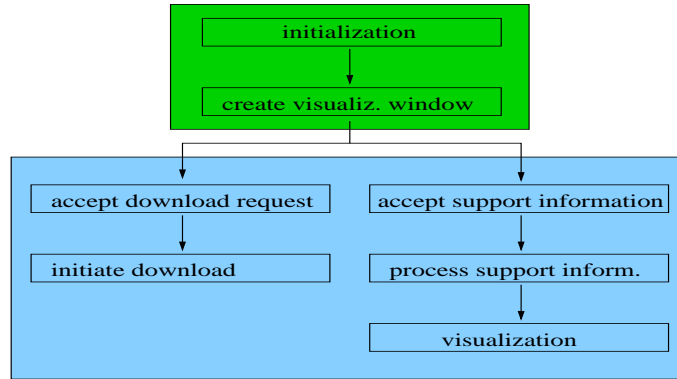 initialization
create visualiz. window
accept download request
accept support information
initiate download
process support inform.
visualization